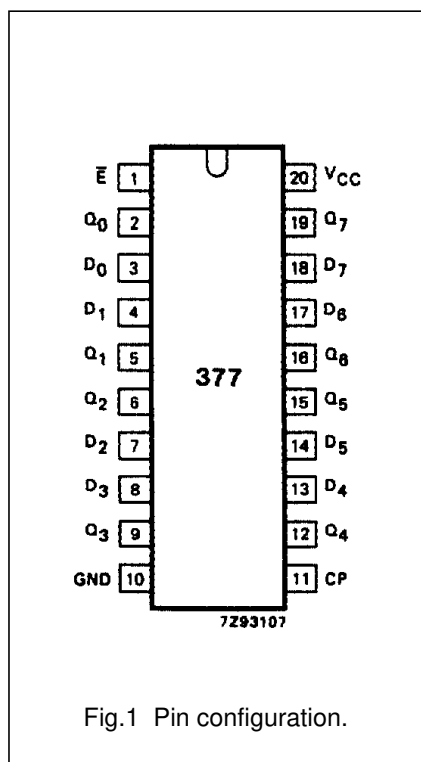 E̅ 1 20 VCC
Q0 2 19 Q7
D0 3 18 D7
D1 4 17 D6
Q1 5 16 Q6
377
Q2 6 15 Q5
D2 7 14 D5
D3 8 13 D4
Q3 9 12 Q4
GND 10 11 CP
7Z93107
Fig.1 Pin configuration.